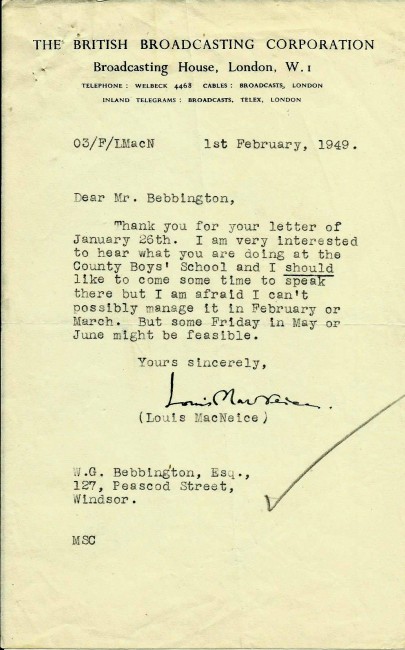 THE BRITISH BROADCASTING CORPORATION
Broadcasting House, London, W. 1
TELEPHONE : WELBECK 4468 CABLES : BROADCASTS, LONDON
INLAND TELEGRAMS : BROADCASTS, TELEX, LONDON
03/F/LMacN 1st February, 1949.
Dear Mr. Bebbington,
Thank you for your letter of
January 26th. I am very interested
to hear what you are doing at the
County Boys' School and I should
like to come some time to speak
there but I am afraid I can't
possibly manage it in February or
March. But some Friday in May or
June might be feasible.
Yours sincerely,
Louis MacNeice.
(Louis MacNeice)
W.G. Bebbington, Esq.,
127, Peascod Street,
Windsor.
MSC